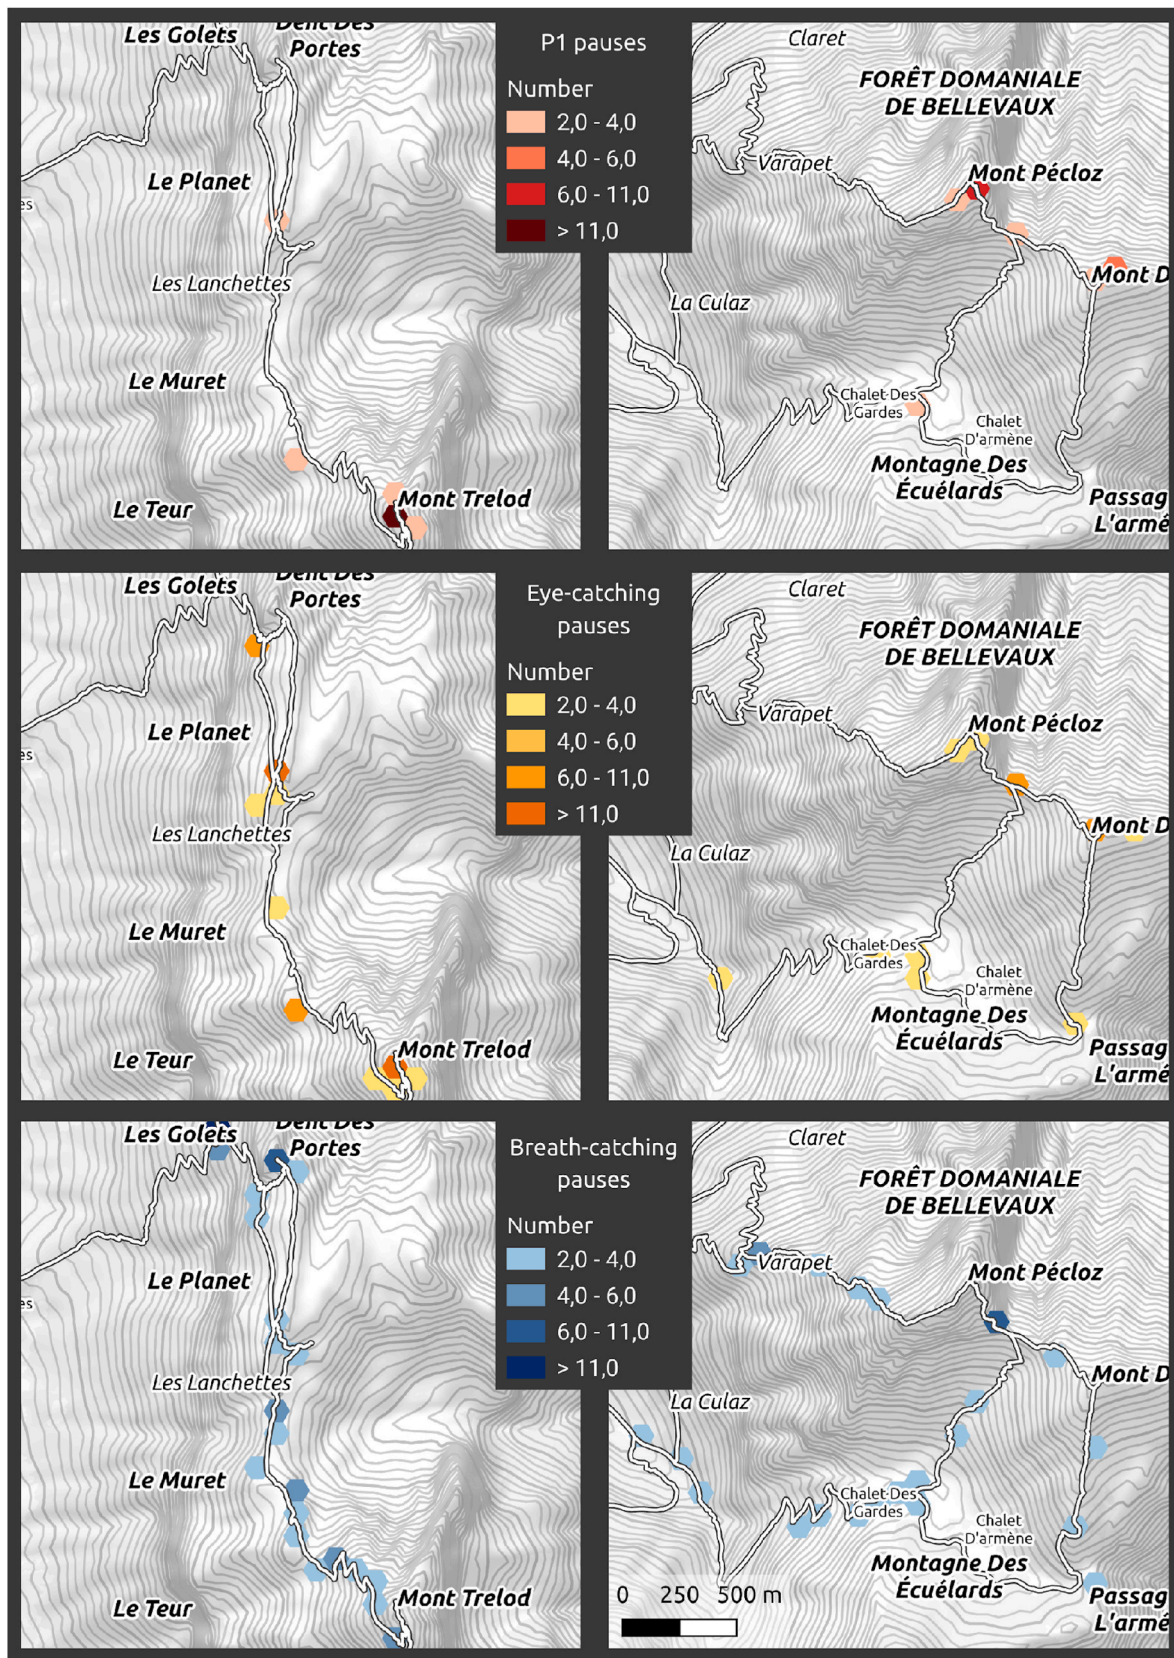 Les Golets
Dent Des
Portes
Le Planet
es
Les Lanchettes
Le Muret
Le Teur
Mont Trelod
P1 pauses
Number
2,0 - 4,0
4,0 - 6,0
6,0 - 11,0
> 11,0
Claret
FORÊT DOMANIALE
DE BELLEVAUX
Varapet
Mont Pécloz
Mont D
La Culaz
Chalet Des
Gardes
Chalet
D'armène
Montagne Des
Écuélards
Passag
L'armé
Les Golets
Dent Des
Portes
Le Planet
es
Les Lanchettes
Le Muret
Le Teur
Mont Trelod
Eye-catching
pauses
Number
2,0 - 4,0
4,0 - 6,0
6,0 - 11,0
> 11,0
Claret
FORÊT DOMANIALE
DE BELLEVAUX
Varapet
Mont Pécloz
Mont D
La Culaz
Chalet Des
Gardes
Chalet
D'armène
Montagne Des
Écuélards
Passag
L'armé
Les Golets
Dent Des
Portes
Le Planet
es
Les Lanchettes
Le Muret
Le Teur
Mont Trelod
Breath-catching
pauses
Number
2,0 - 4,0
4,0 - 6,0
6,0 - 11,0
> 11,0
Claret
FORÊT DOMANIALE
DE BELLEVAUX
Varapet
Mont Pécloz
Mont D
La Culaz
Chalet Des
Gardes
Chalet
D'armène
Montagne Des
Écuélards
Passag
L'armé
0 250 500 m